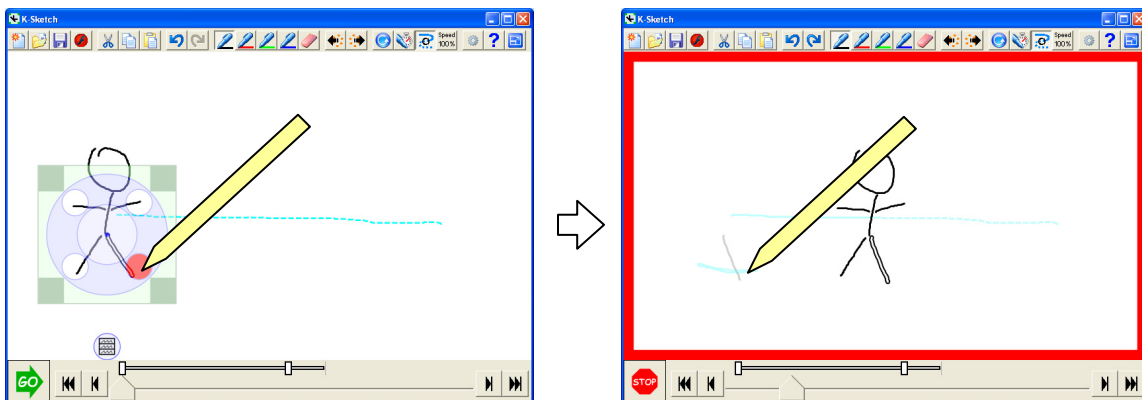 K-Sketch
Speed
100%
?
GO
K-Sketch
Speed
100%
?
STOP